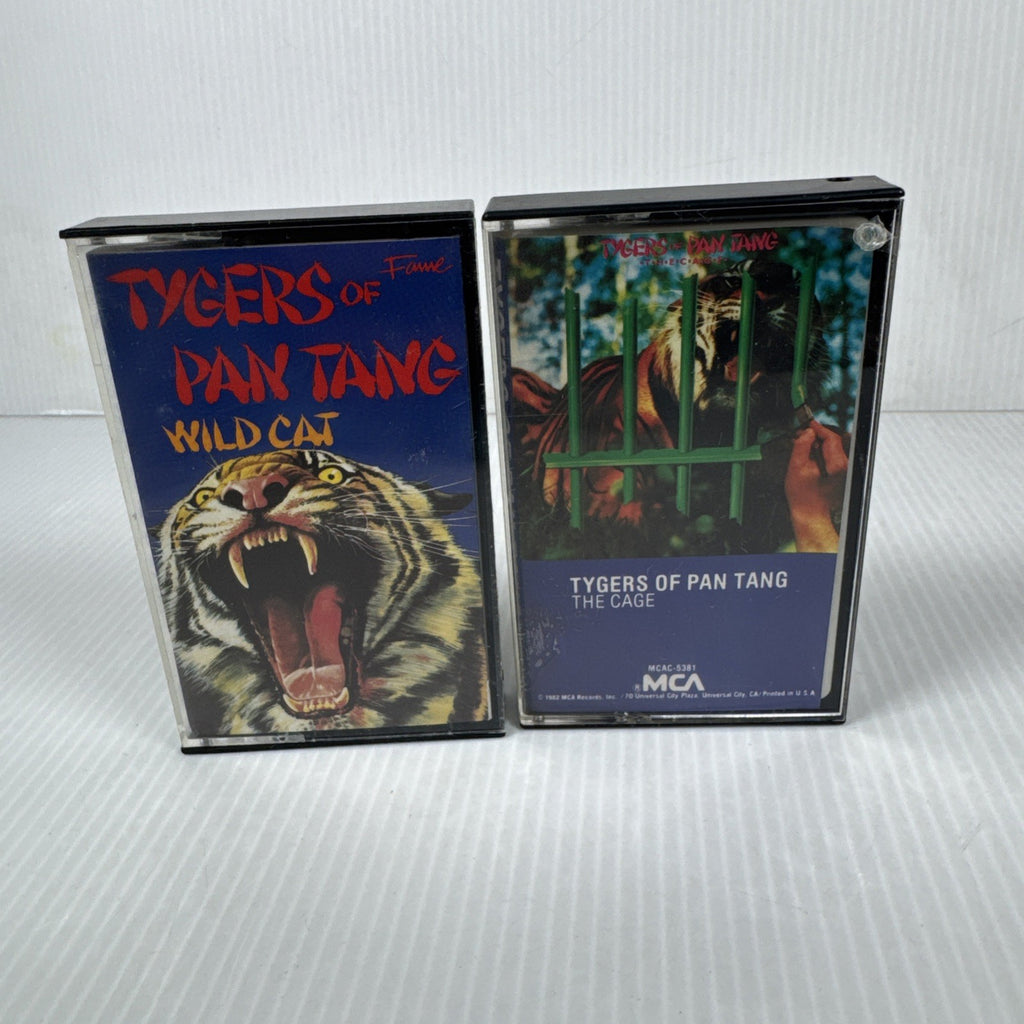 Fame
TYGERS OF
PAN TANG
WILD CAT
TYGERS OF PAN TANG
T·H·E·C·A·G·E
TYGERS OF PAN TANG
THE CAGE
MCAC-5381
® MCA
© 1982 MCA Records, Inc. / 70 Universal City Plaza, Universal City, CA/Printed in U S A